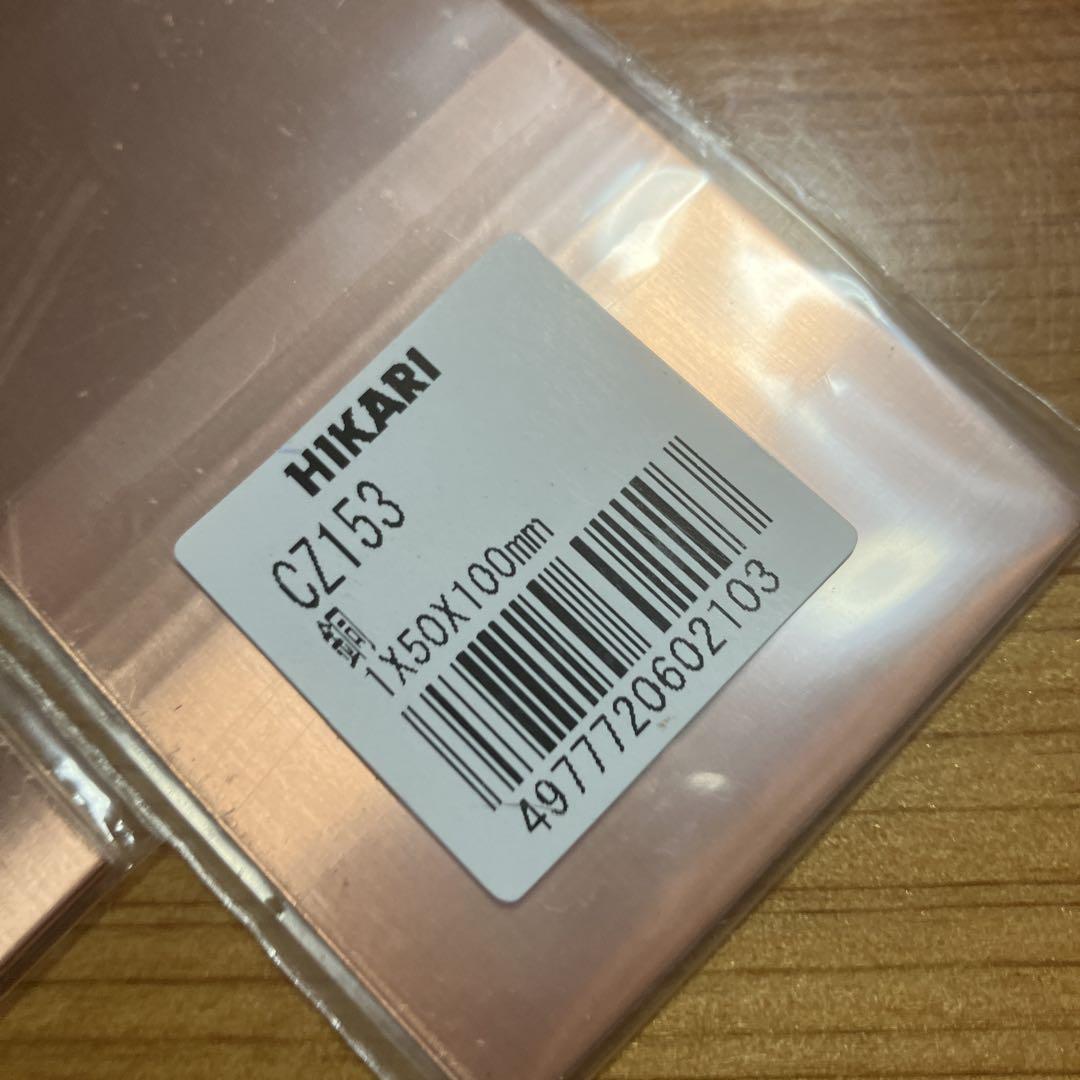 HIKARI
CZ153
銅
1X50X100mm
4977720602103